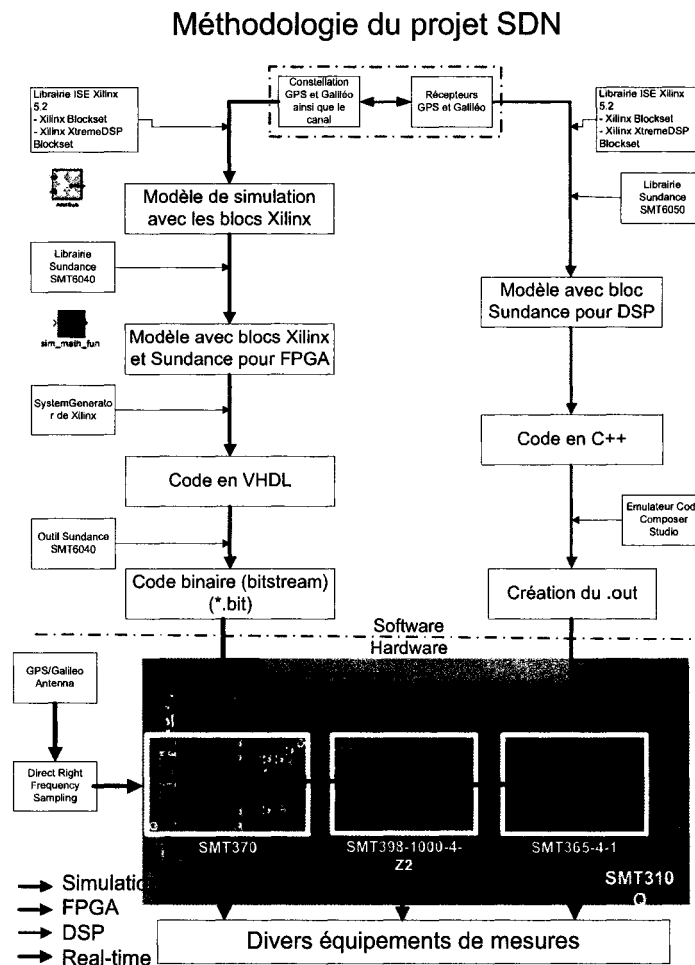 Méthodologie du projet SDN
Librairie ISE Xilinx
5.2
- Xilinx Blockset
- Xilinx XtremeDSP
Blockset
Constellation
GPS et Galiléo
ainsi que le
canal
Récepteurs
GPS et Galiléo
Librairie ISE Xilinx
5.2
- Xilinx Blockset
- Xilinx XtremeDSP
Blockset
Modèle de simulation
avec les blocs Xilinx
Librairie
Sundance
SMT6050
Librairie
Sundance
SMT6040
Modèle avec bloc
Sundance pour DSP
sim_math_fun
Modèle avec blocs Xilinx
et Sundance pour FPGA
SystemGenerato
r de Xilinx
Code en C++
Code en VHDL
Outil Sundance
SMT6040
Emulateur Cod
Composer
Studio
Code binaire (bitstream)
(*.bit)
Création du .out
Software
Hardware
GPS/Galileo
Antenna
Direct Right
Frequency
Sampling
SMT370
SMT398-1000-4-
Z2
SMT365-4-1
SMT310
Q
Simulatio
FPGA
DSP
Real-time
Divers équipements de mesures